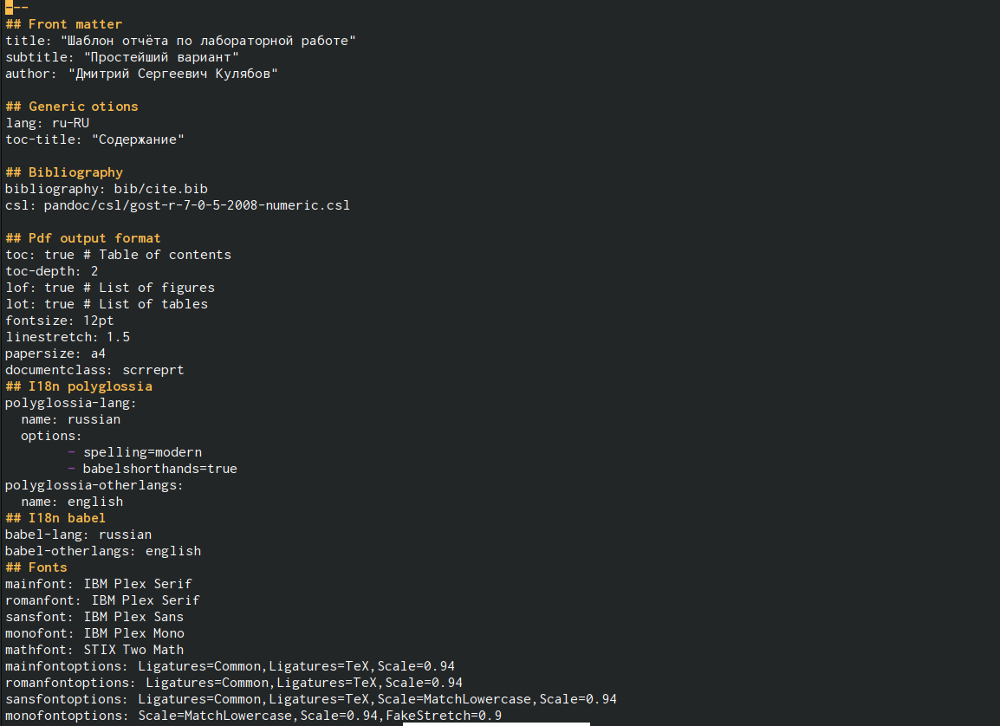 ---
## Front matter
title: "Шаблон отчёта по лабораторной работе"
subtitle: "Простейший вариант"
author: "Дмитрий Сергеевич Кулябов"
## Generic otions
lang: ru-RU
toc-title: "Содержание"
## Bibliography
bibliography: bib/cite.bib
csl: pandoc/csl/gost-r-7-0-5-2008-numeric.csl
## Pdf output format
toc: true # Table of contents
toc-depth: 2
lof: true # List of figures
lot: true # List of tables
fontsize: 12pt
linestretch: 1.5
papersize: a4
documentclass: scrreprt
## I18n polyglossia
polyglossia-lang:
  name: russian
  options:
        - spelling=modern
        - babelshorthands=true
polyglossia-otherlangs:
  name: english
## I18n babel
babel-lang: russian
babel-otherlangs: english
## Fonts
mainfont: IBM Plex Serif
romanfont: IBM Plex Serif
sansfont: IBM Plex Sans
monofont: IBM Plex Mono
mathfont: STIX Two Math
mainfontoptions: Ligatures=Common,Ligatures=TeX,Scale=0.94
romanfontoptions: Ligatures=Common,Ligatures=TeX,Scale=0.94
sansfontoptions: Ligatures=Common,Ligatures=TeX,Scale=MatchLowercase,Scale=0.94
monofontoptions: Scale=MatchLowercase,Scale=0.94,FakeStretch=0.9